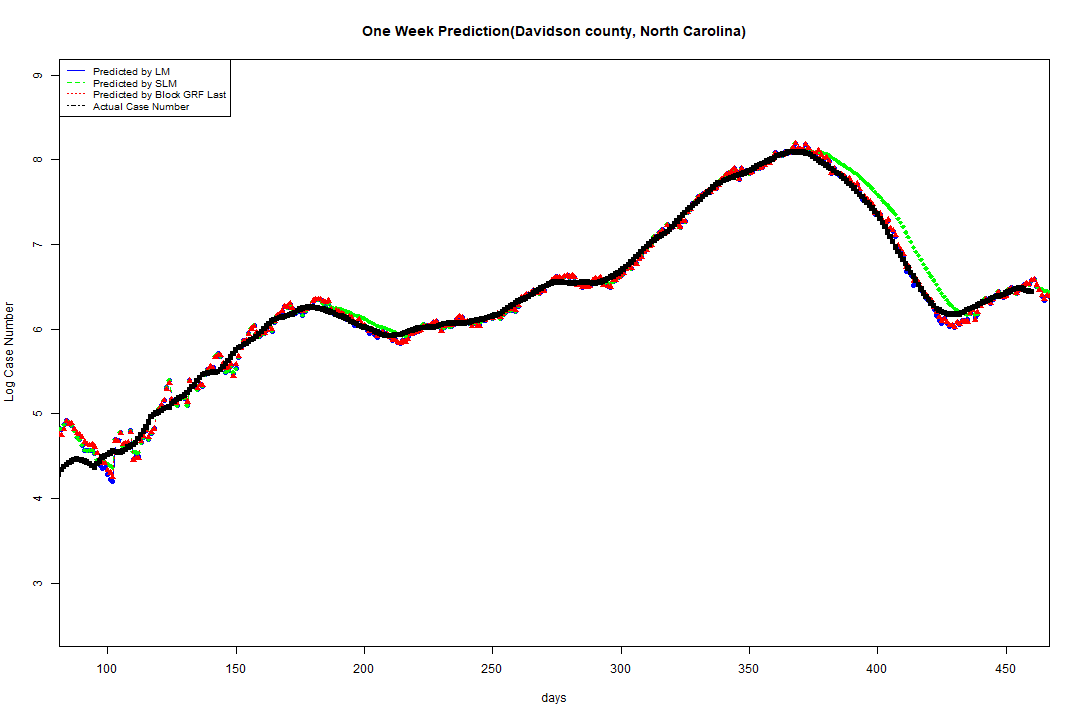 One Week Prediction(Davidson county, North Carolina)
Predicted by LM
Predicted by SLM
Predicted by Block GRF Last
Actual Case Number
Log Case Number
9
8
7
6
5
4
3
100 150 200 250 300 350 400 450
days